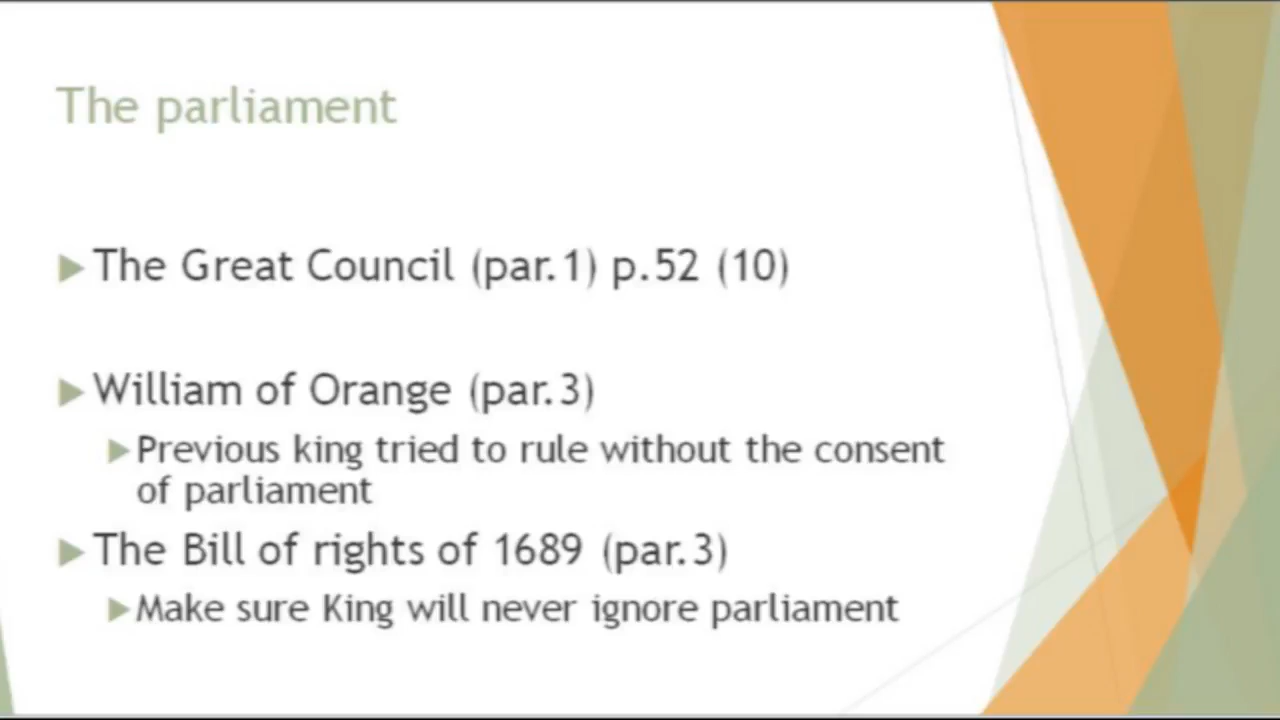 The parliament
The Great Council (par.1) p.52 (10)
William of Orange (par.3)
Previous king tried to rule without the consent
of parliament
The Bill of rights of 1689 (par.3)
Make sure King will never ignore parliament